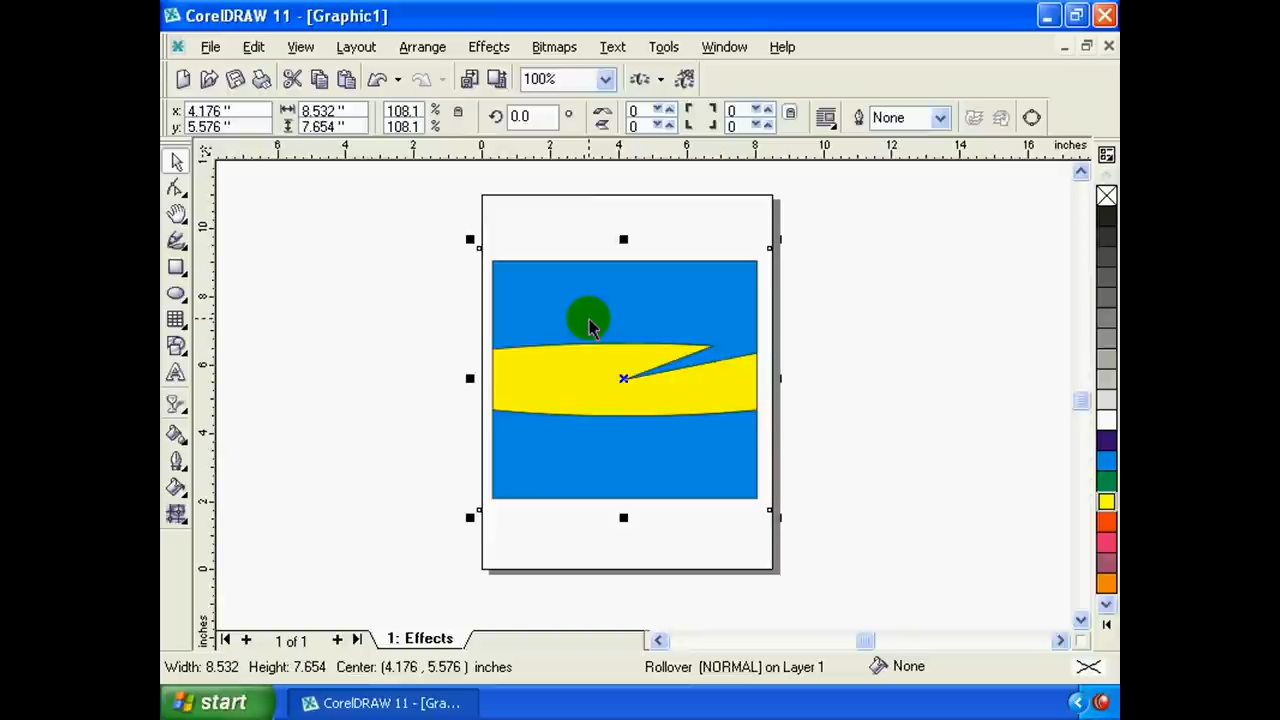 CorelDRAW 11 - [Graphic1]
File Edit View Layout Arrange Effects Bitmaps Text Tools Window Help
100%
x: 4.176 " 8.532 " 108.1 % 0.0 ° 0 0 None
y: 5.576 " 7.654 " 108.1 % 0 0
6 4 2 0 2 4 6 8 10 12 14 16 inches
10
8
6
4
2
0
inches
1 of 1 1: Effects
Width: 8.532 Height: 7.654 Center: (4.176 , 5.576 ) inches Rollover [NORMAL] on Layer 1 None
start CorelDRAW 11 - [Gra...